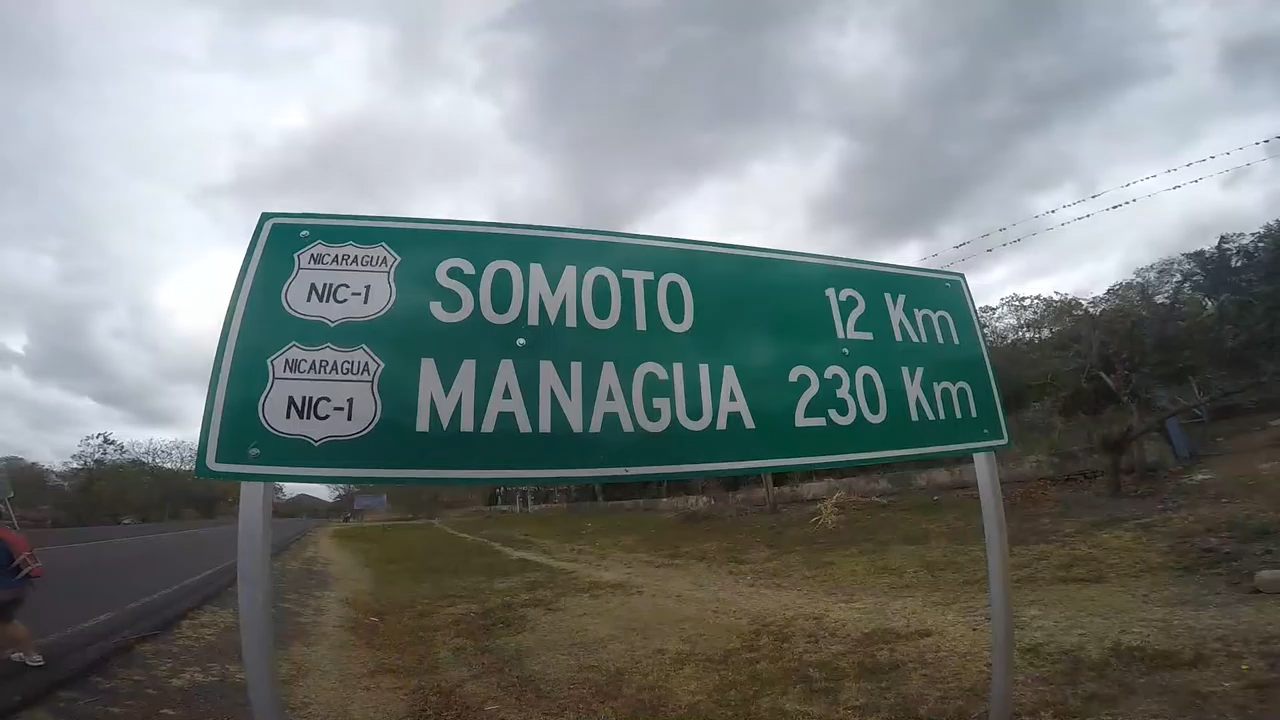 NICARAGUA
NIC-1
SOMOTO 12 Km
NICARAGUA
NIC-1
MANAGUA 230 Km